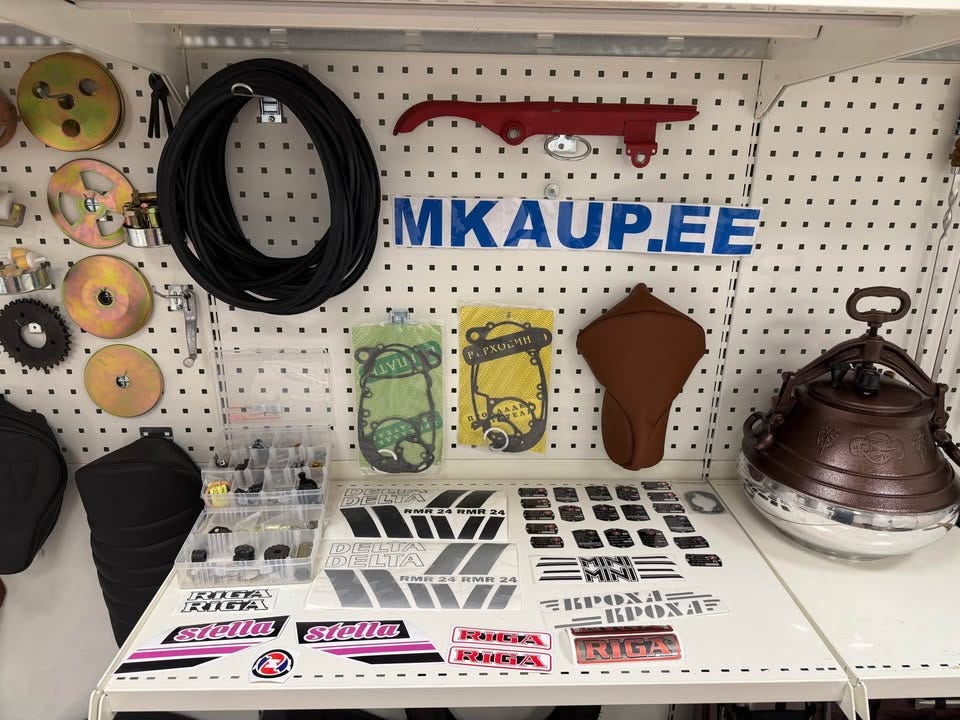 MKAUP.EE
ВЕРХОВИН
DELTA
DELTA
RMR 24 RMR 24
DELTA
DELTA
RMR 24 RMR 24
MINI
MINI
RIGA
RIGA
КРОХА
КРОХА
stella
stella
RIGA
RIGA
RIGA